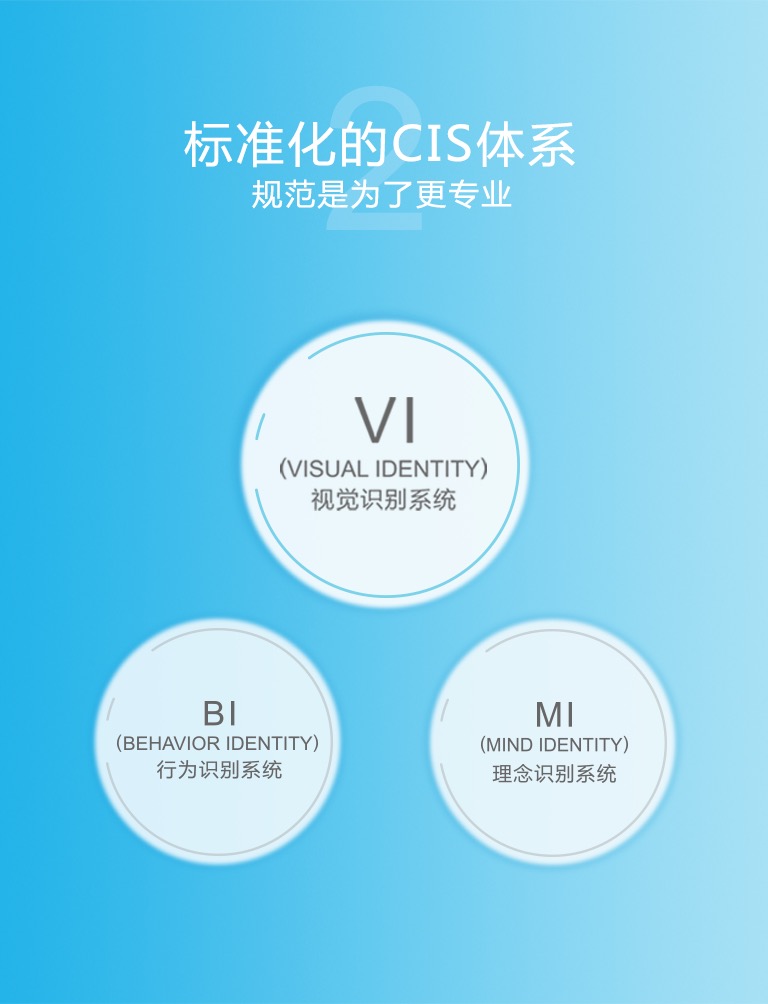 2
标准化的CIS体系
规范是为了更专业
VI
(VISUAL IDENTITY)
视觉识别系统
BI
(BEHAVIOR IDENTITY)
行为识别系统
MI
(MIND IDENTITY)
理念识别系统